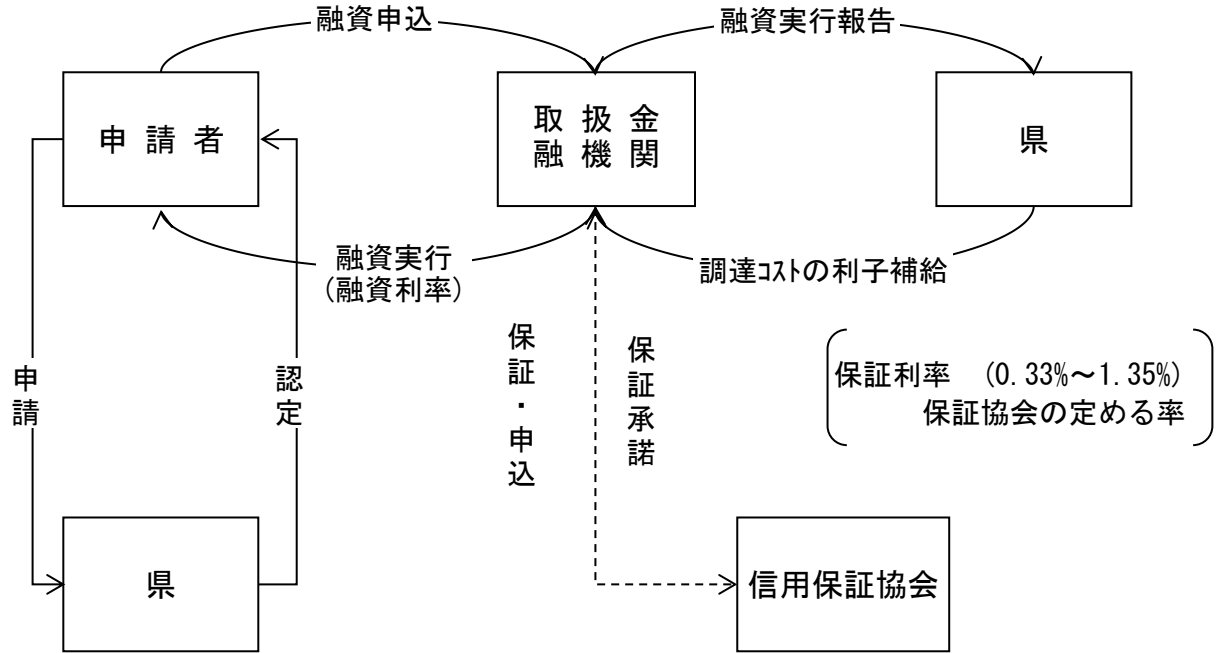 融資申込
融資実行報告
申 請 者
取 扱 金
融 機 関
県
融資実行
(融資利率)
調達ｺｽﾄの利子補給
申請
認定
保証・申込
保証承諾
保証利率　(0.33%～1.35%)
保証協会の定める率
県
信用保証協会